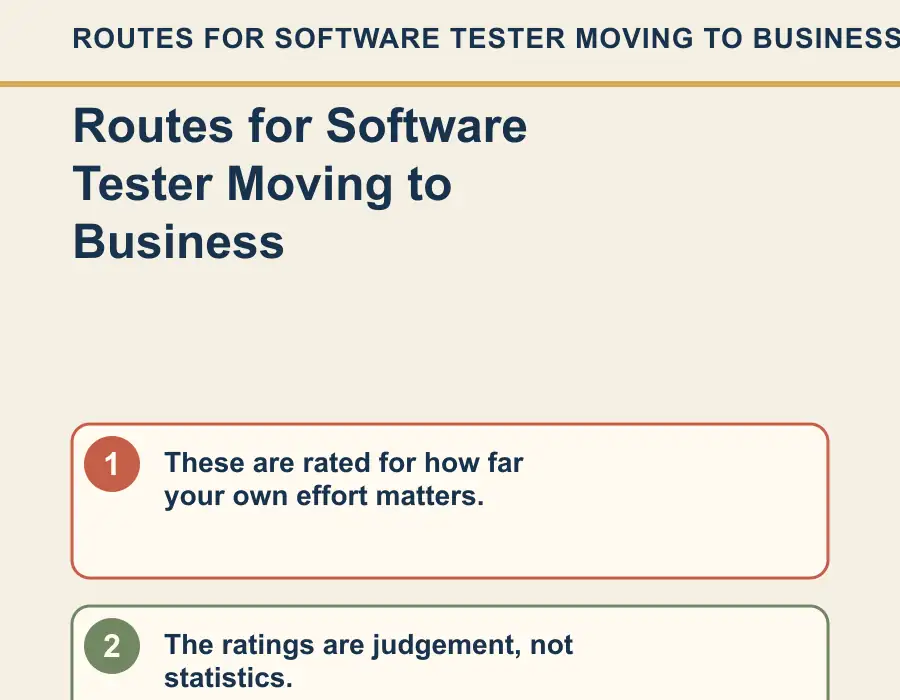 ROUTES FOR SOFTWARE TESTER MOVING TO BUSINESS
Routes for Software
Tester Moving to
Business
1
These are rated for how far
your own effort matters.
2
The ratings are judgement, not
statistics.